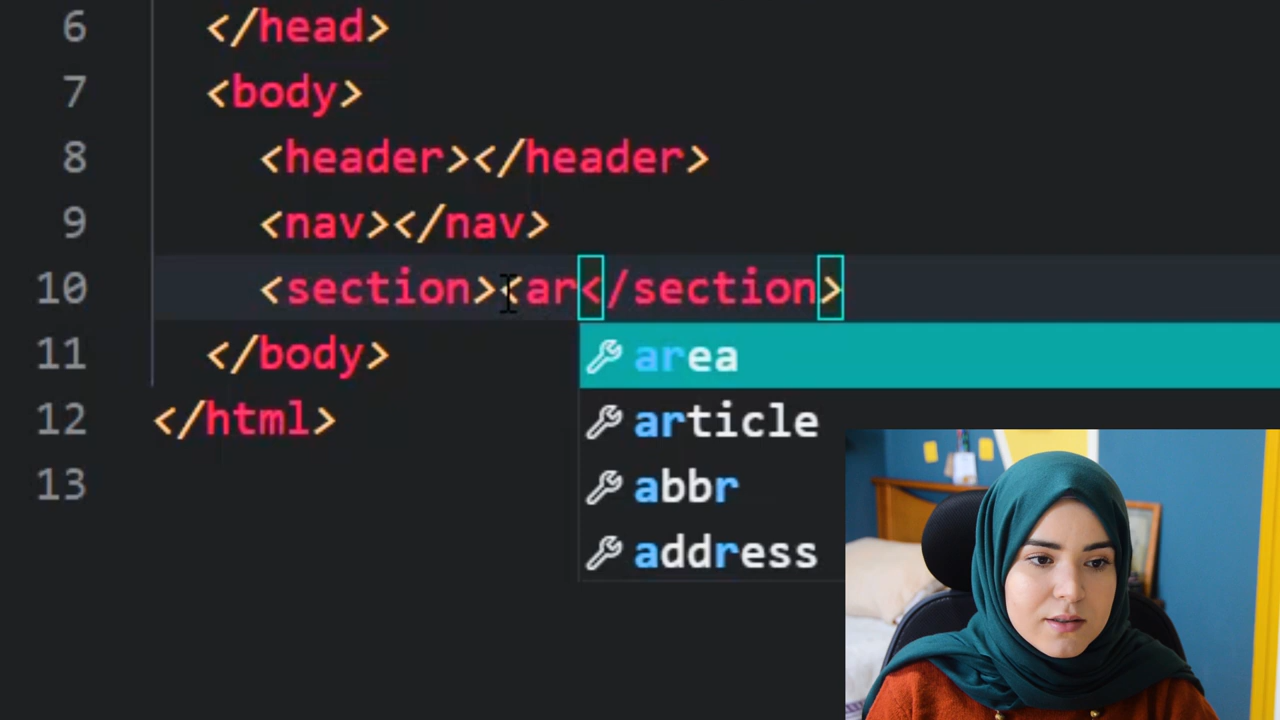 6 </head>
7 <body>
8 <header></header>
9 <nav></nav>
10 <section><ar</section>
11 </body>
area
12 </html>
article
13
abbr
address